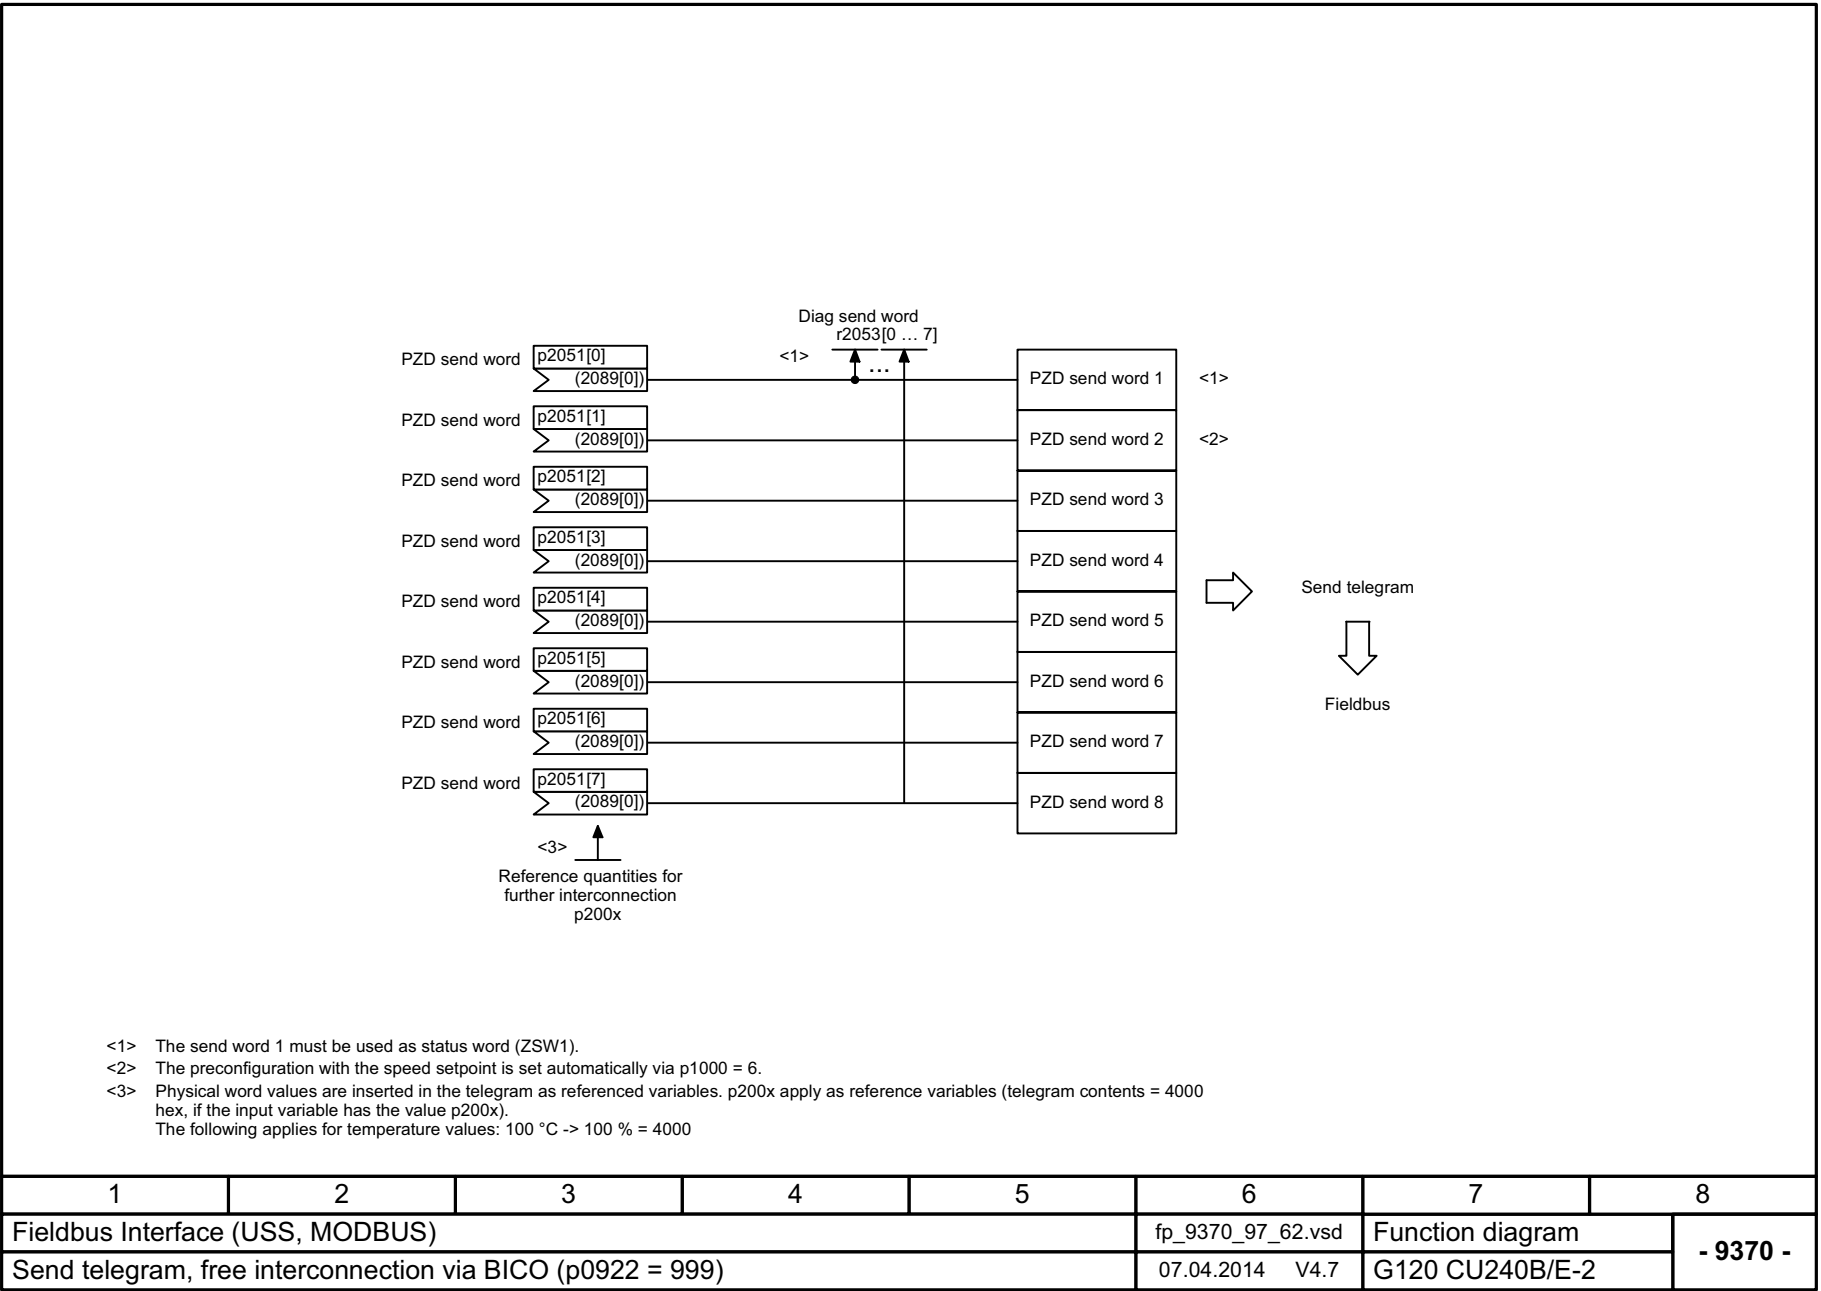 Diag send word
r2053[0 … 7]
<1>
...
PZD send word
p2051[0]
(2089[0])
PZD send word 1
<1>
PZD send word
p2051[1]
(2089[0])
PZD send word 2
<2>
PZD send word
p2051[2]
(2089[0])
PZD send word 3
PZD send word
p2051[3]
(2089[0])
PZD send word 4
PZD send word
p2051[4]
(2089[0])
PZD send word 5
PZD send word
p2051[5]
(2089[0])
PZD send word 6
PZD send word
p2051[6]
(2089[0])
PZD send word 7
PZD send word
p2051[7]
(2089[0])
PZD send word 8
Send telegram
Fieldbus
<3>
Reference quantities for
further interconnection
p200x
<1> The send word 1 must be used as status word (ZSW1).
<2> The preconfiguration with the speed setpoint is set automatically via p1000 = 6.
<3> Physical word values are inserted in the telegram as referenced variables. p200x apply as reference variables (telegram contents = 4000
hex, if the input variable has the value p200x).
The following applies for temperature values: 100 °C -> 100 % = 4000
1 2 3 4 5 6 7 8
Fieldbus Interface (USS, MODBUS)
fp_9370_97_62.vsd
Function diagram
- 9370 -
Send telegram, free interconnection via BICO (p0922 = 999)
07.04.2014 V4.7
G120 CU240B/E-2